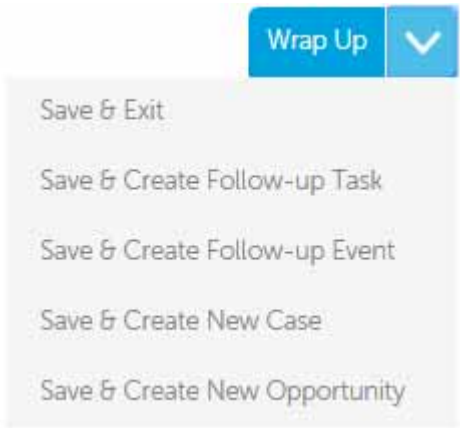 Wrap Up
Save & Exit
Save & Create Follow-up Task
Save & Create Follow-up Event
Save & Create New Case
Save & Create New Opportunity